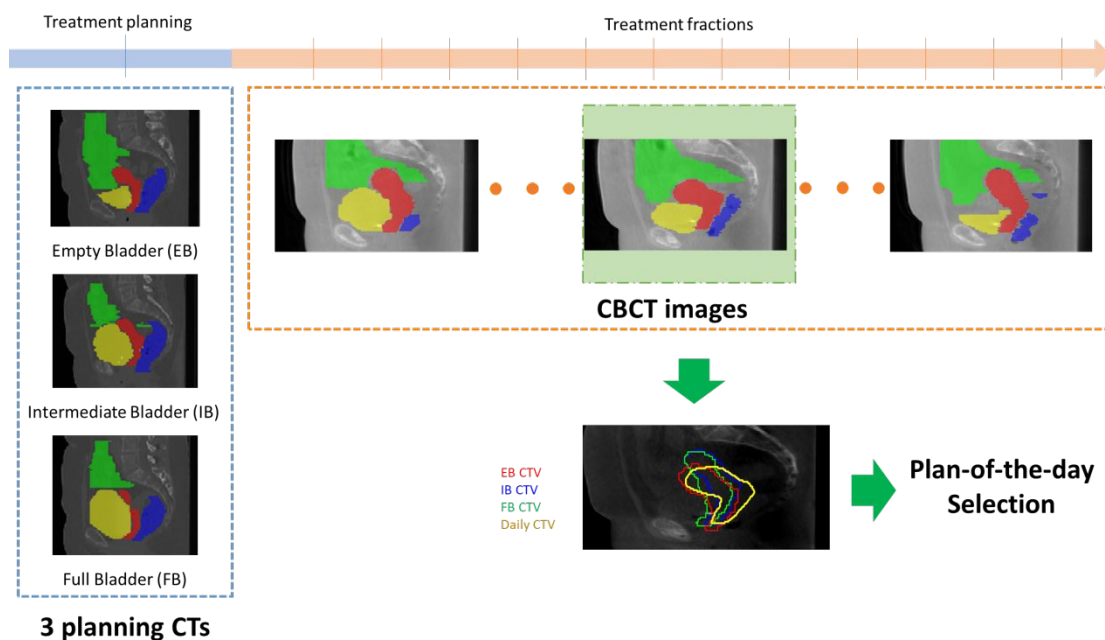 Treatment planning
Treatment fractions
Empty Bladder (EB)
Intermediate Bladder (IB)
Full Bladder (FB)
3 planning CTs
CBCT images
EB CTV
IB CTV
FB CTV
Daily CTV
Plan-of-the-day
Selection